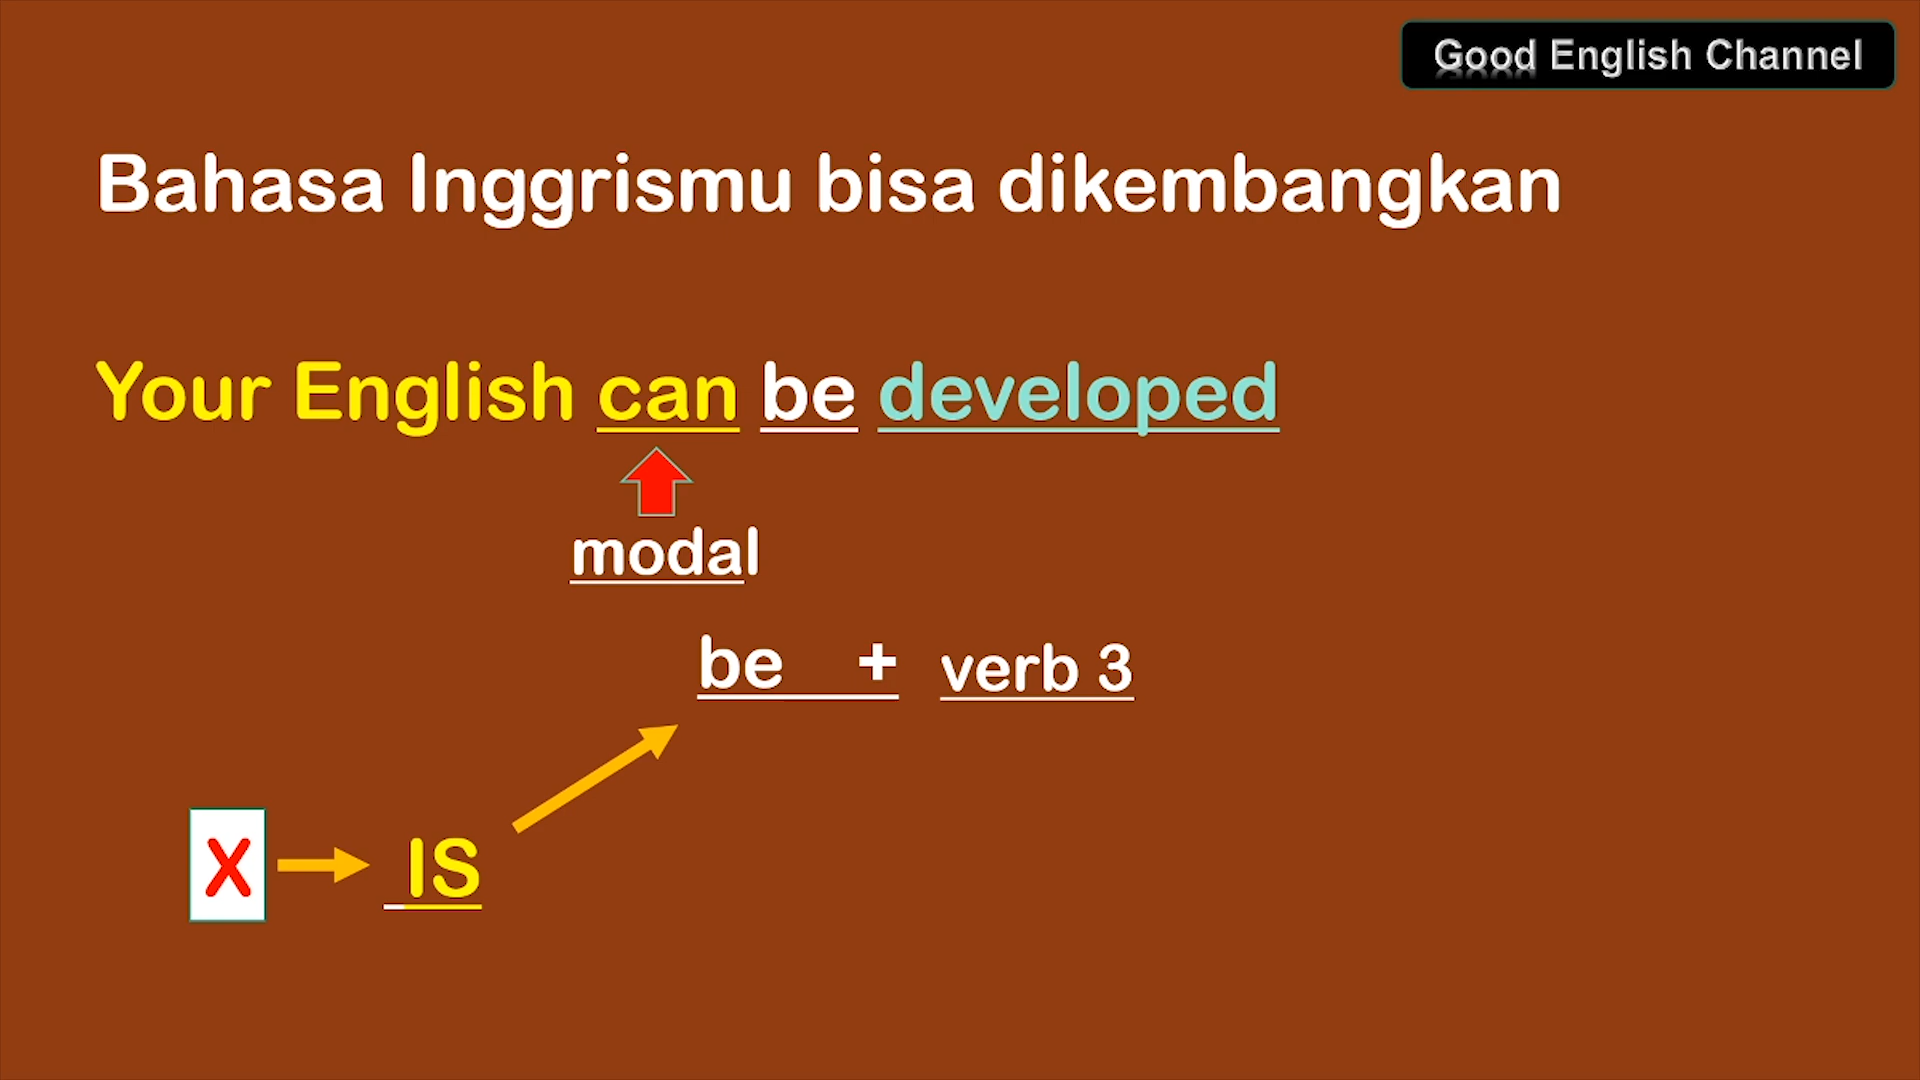 Good English Channel
Bahasa Inggrismu bisa dikembangkan
Your English can be developed
modal
be + verb 3
X IS